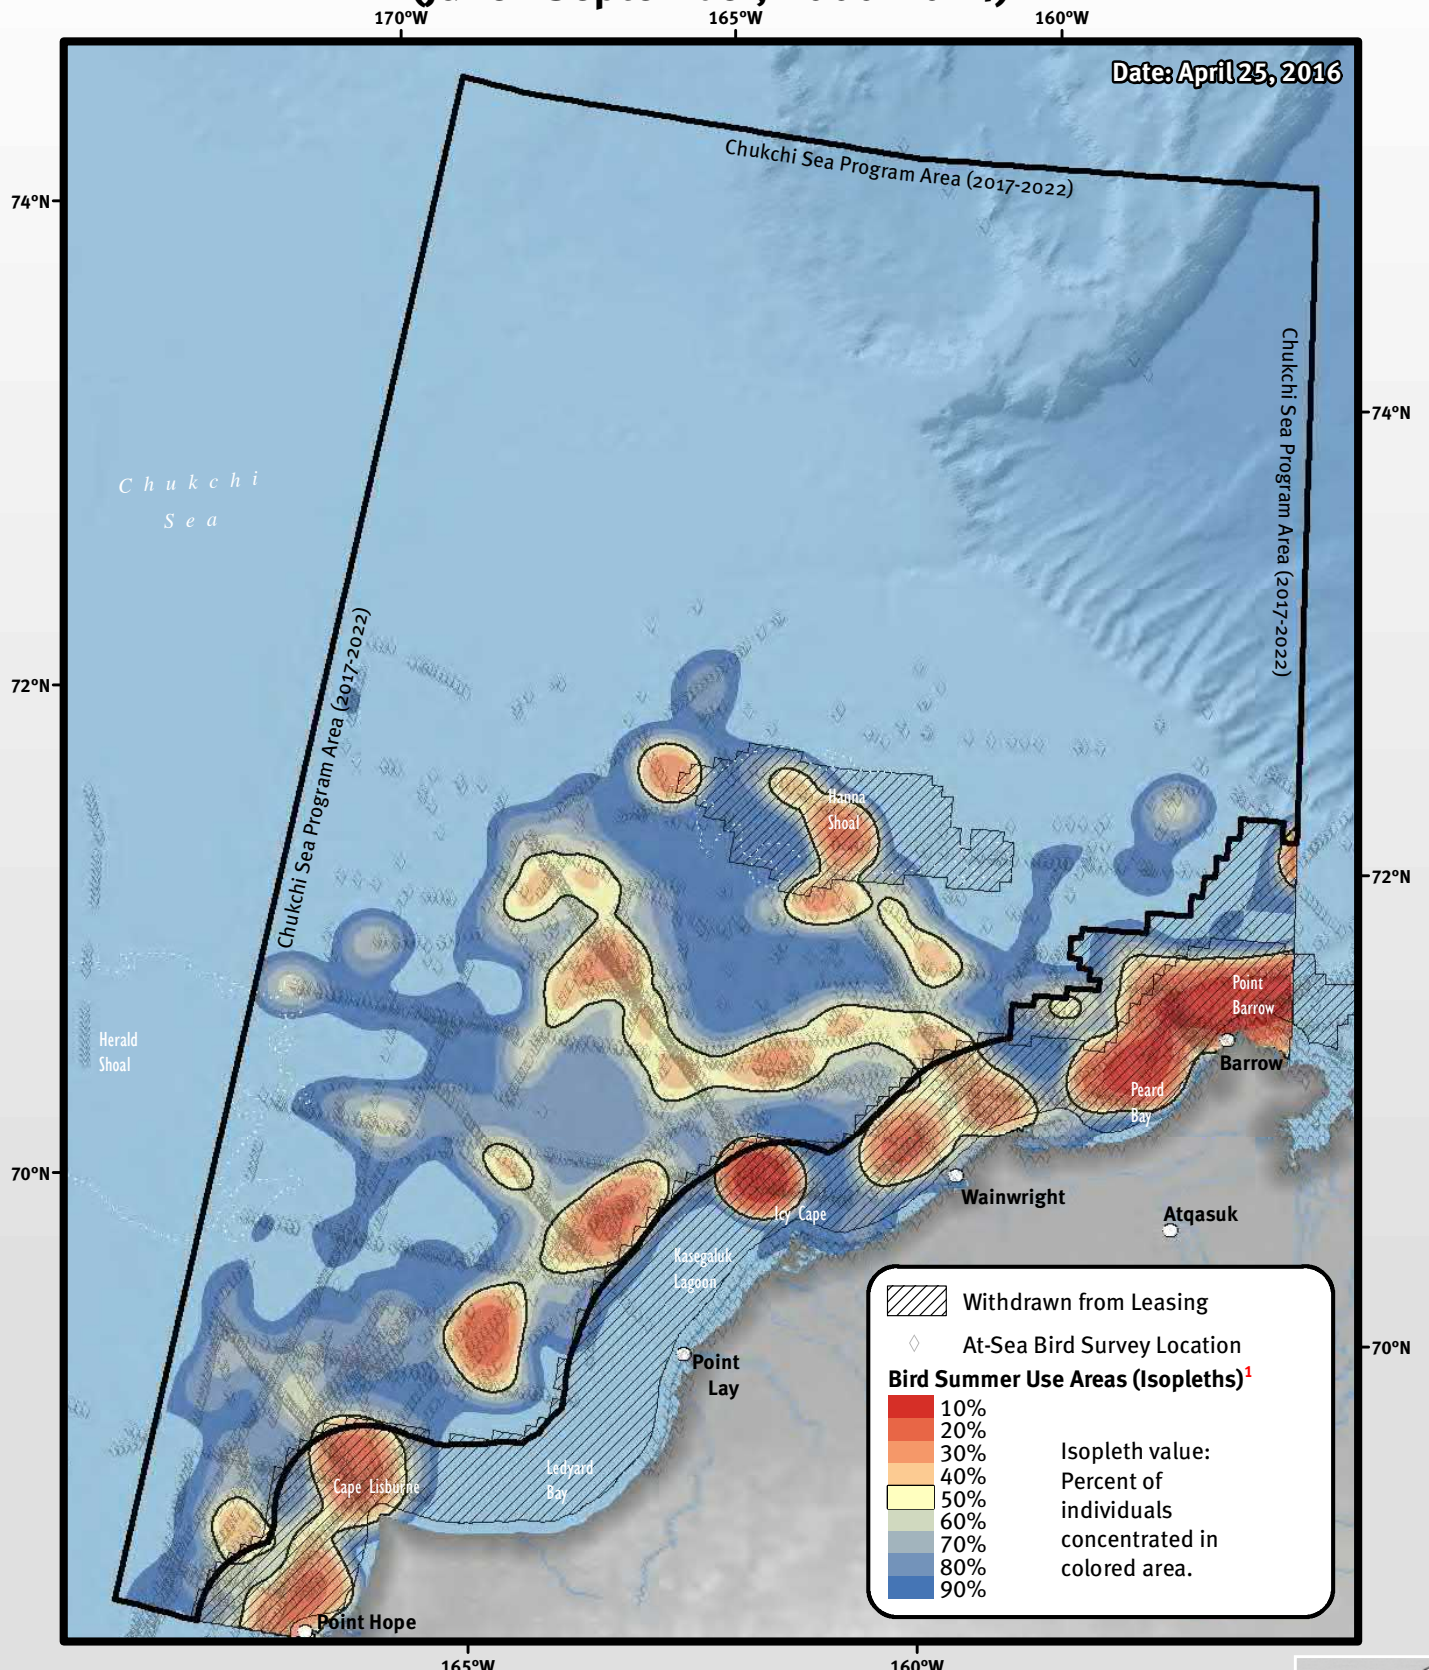 170°W 165°W 160°W
Date: April 25, 2016
Chukchi Sea Program Area (2017-2022)
74°N
74°N
Chukchi Sea Program Area (2017-2022)
Chukchi
Sea
Chukchi Sea Program Area (2017-2022)
72°N
72°N
Hanna
Shoal
Point
Barrow
Herald
Shoal
Barrow
Peard
Bay
70°N
Wainwright
Icy Cape
Atqasuk
Kasegaluk
Lagoon
70°N
Point
Lay
Cape Lisburne
Ledyard
Bay
Point Hope
Withdrawn from Leasing
At-Sea Bird Survey Location
Bird Summer Use Areas (Isopleths)1
10%
20%
30%
40%
50%
60%
70%
80%
90%
Isopleth value:
Percent of
individuals
concentrated in
colored area.
165°W 160°W